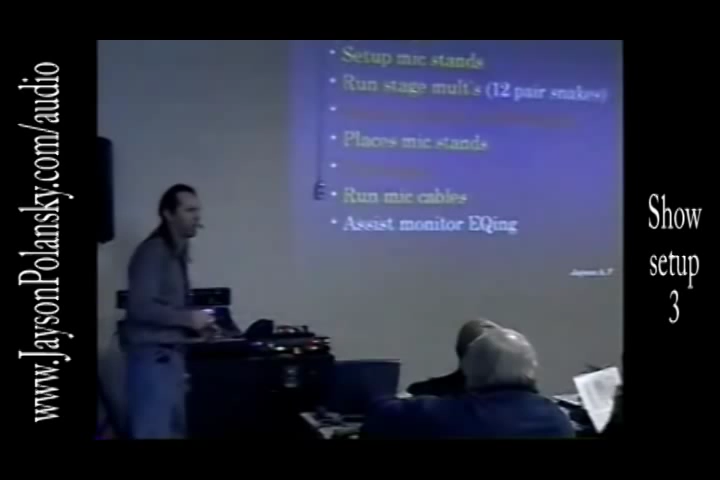 www.JaysonPolansky.com/audio
• Setup mic stands
• Run stage mult's (12 pair snakes)
•
• Places mic stands
•
• Run mic cables
• Assist monitor EQing
Show
setup
3